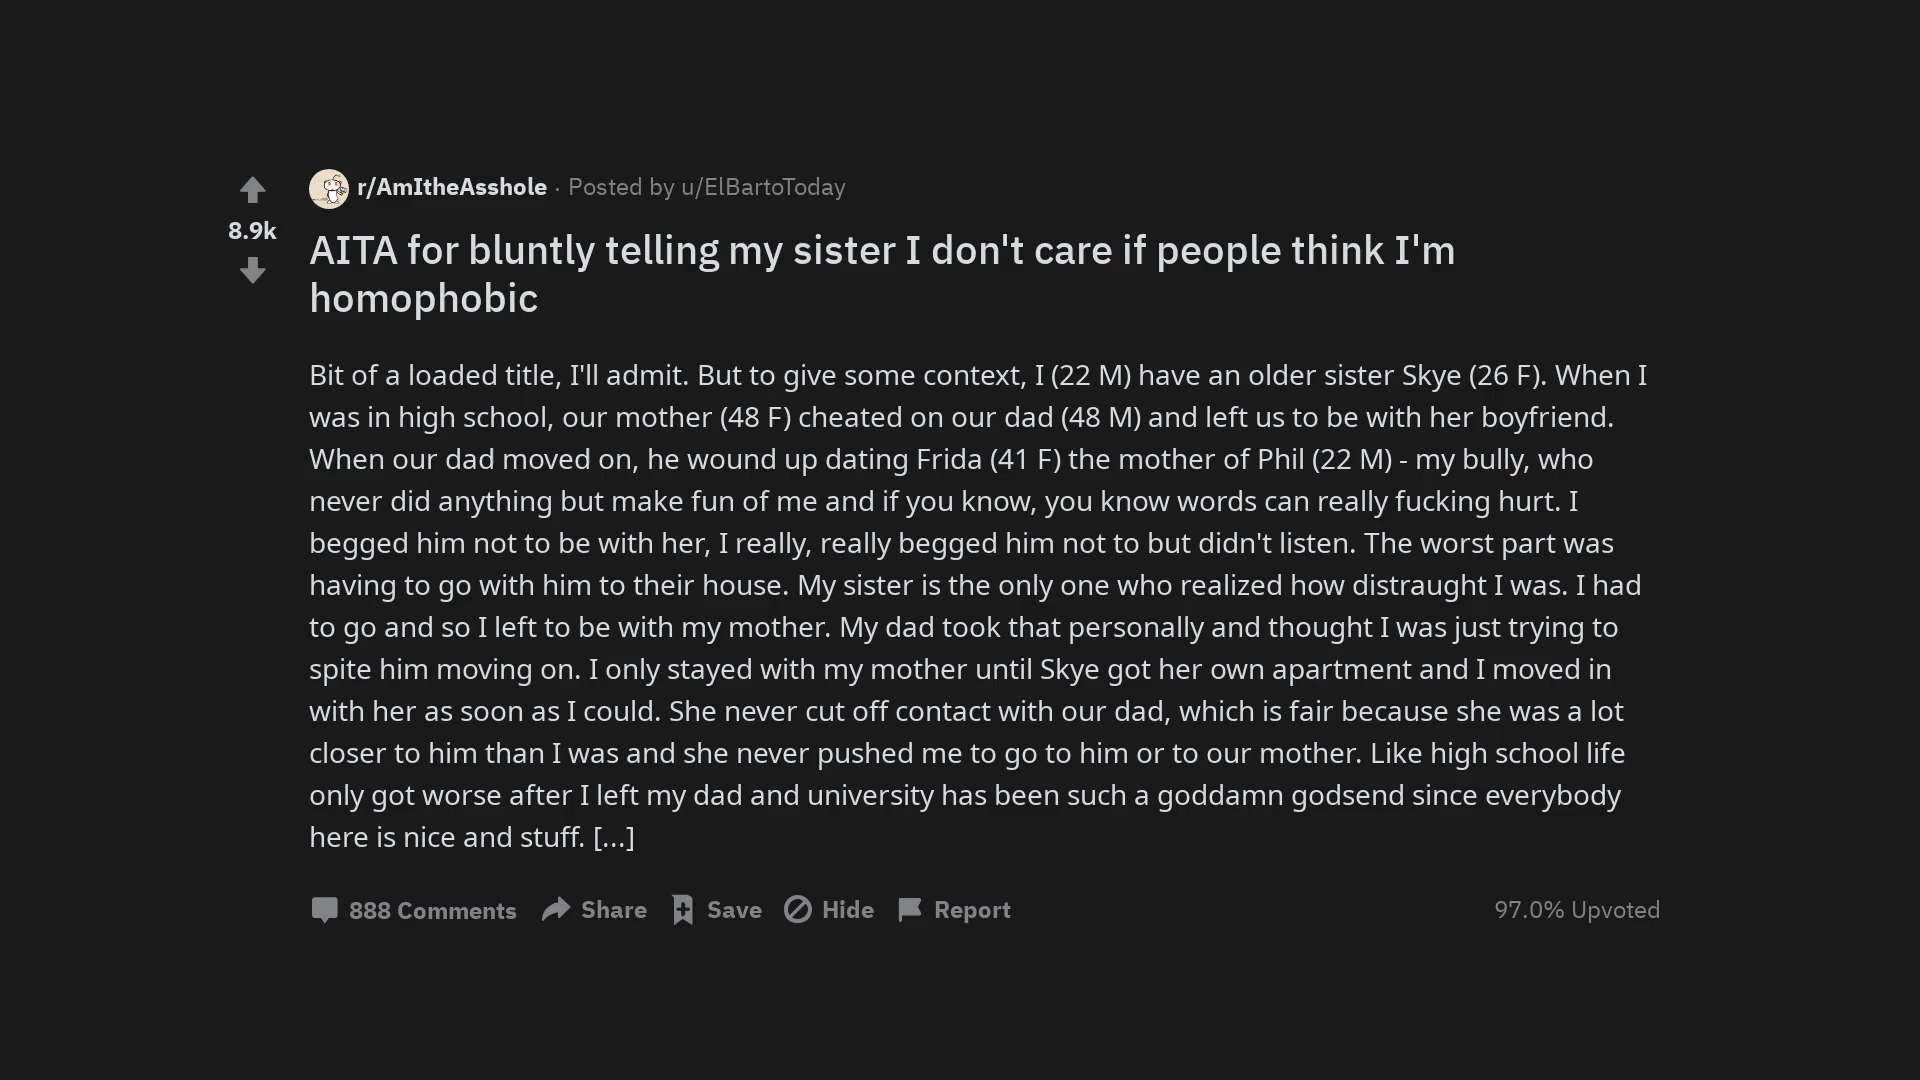 r/AmItheAsshole · Posted by u/ElBartoToday
8.9k
AITA for bluntly telling my sister I don't care if people think I'm
homophobic
Bit of a loaded title, I'll admit. But to give some context, I (22 M) have an older sister Skye (26 F). When I
was in high school, our mother (48 F) cheated on our dad (48 M) and left us to be with her boyfriend.
When our dad moved on, he wound up dating Frida (41 F) the mother of Phil (22 M) - my bully, who
never did anything but make fun of me and if you know, you know words can really fucking hurt. I
begged him not to be with her, I really, really begged him not to but didn't listen. The worst part was
having to go with him to their house. My sister is the only one who realized how distraught I was. I had
to go and so I left to be with my mother. My dad took that personally and thought I was just trying to
spite him moving on. I only stayed with my mother until Skye got her own apartment and I moved in
with her as soon as I could. She never cut off contact with our dad, which is fair because she was a lot
closer to him than I was and she never pushed me to go to him or to our mother. Like high school life
only got worse after I left my dad and university has been such a goddamn godsend since everybody
here is nice and stuff. [...]
888 Comments Share Save Hide Report 97.0% Upvoted